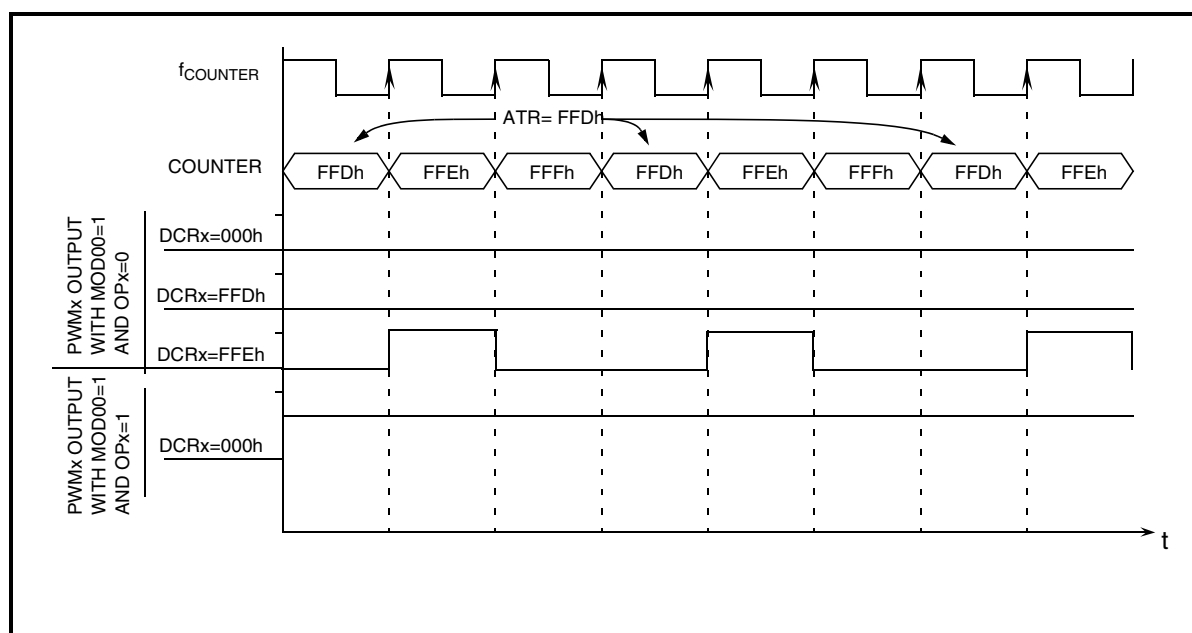 fCOUNTER
ATR= FFDh
COUNTER
FFDh FFEh FFFh FFDh FFEh FFFh FFDh FFEh
PWMx OUTPUT
WITH MOD00=1
AND OPx=0
DCRx=000h
DCRx=FFDh
DCRx=FFEh
PWMx OUTPUT
WITH MOD00=1
AND OPx=1
DCRx=000h
t